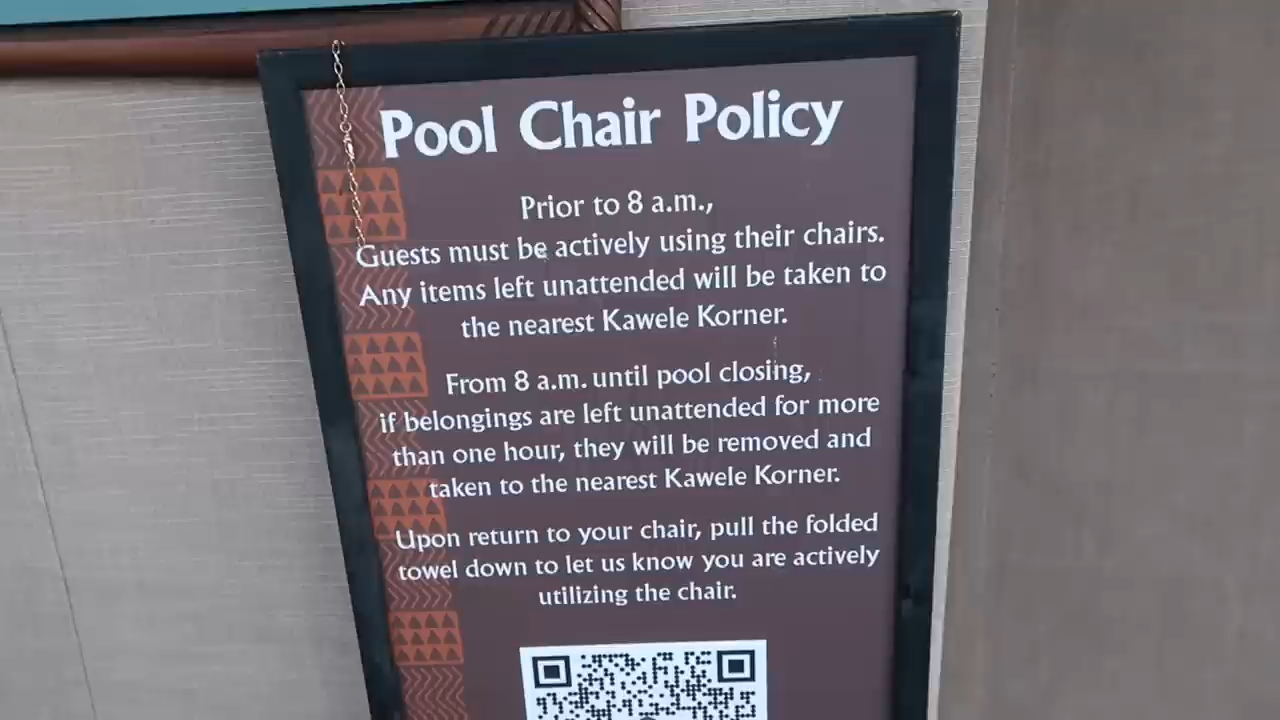 Pool Chair Policy
Prior to 8 a.m.,
Guests must be actively using their chairs.
Any items left unattended will be taken to
the nearest Kawele Korner.
From 8 a.m. until pool closing,
if belongings are left unattended for more
than one hour, they will be removed and
taken to the nearest Kawele Korner.
Upon return to your chair, pull the folded
towel down to let us know you are actively
utilizing the chair.